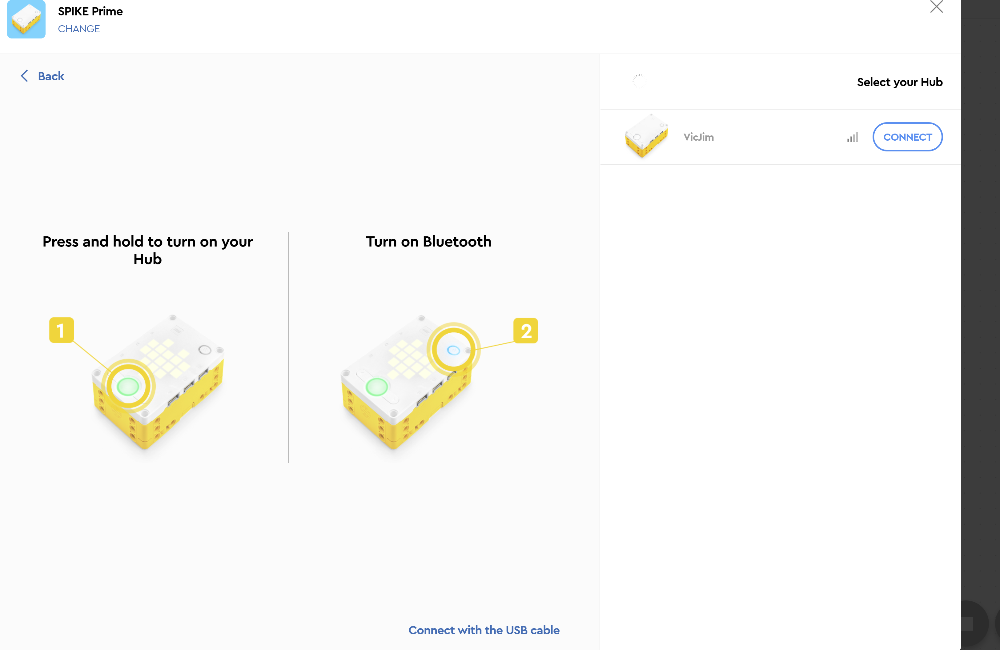 SPIKE Prime
CHANGE
Back
Select your Hub
VicJim
CONNECT
Press and hold to turn on your
Hub
Turn on Bluetooth
1
2
Connect with the USB cable